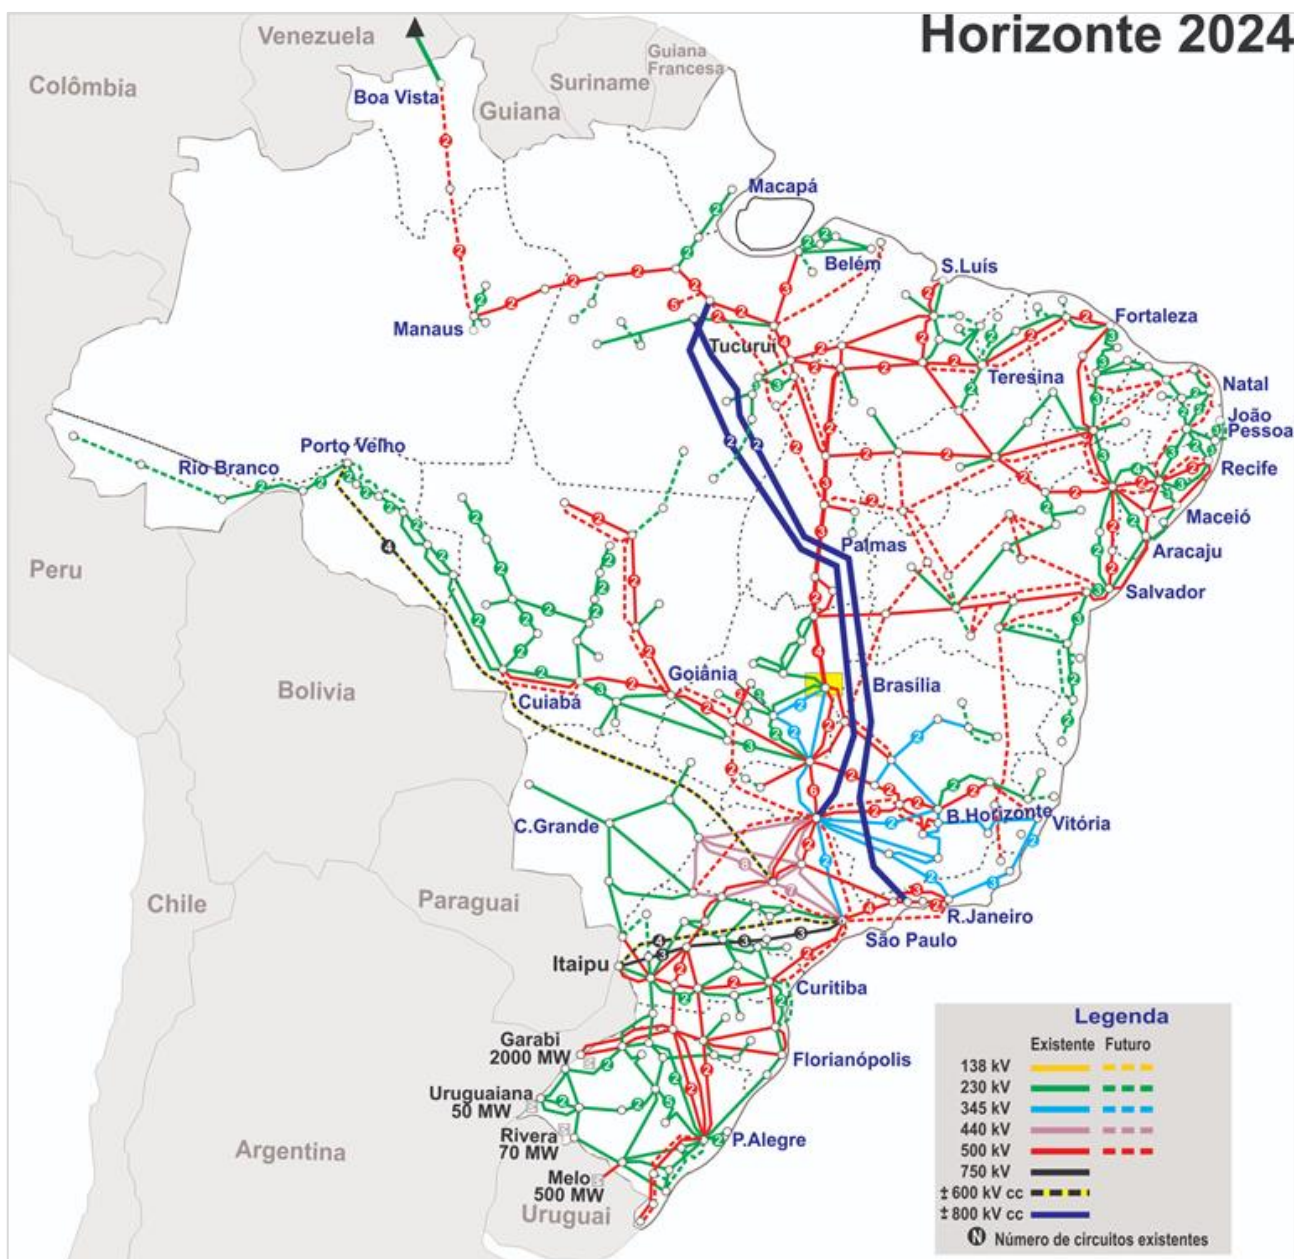 Horizonte 2024
Venezuela
Guiana
Francesa
Suriname
Colômbia
Boa Vista
Guiana
Macapá
Belém
S.Luís
Manaus
Fortaleza
Tucuruí
Teresina
Natal
João
Pessoa
Porto Velho
Rio Branco
Recife
Maceió
Palmas
Aracaju
Peru
Salvador
Goiânia
Bolivia
Brasília
Cuiabá
C.Grande
B.Horizonte
Vitória
Chile
Paraguai
R.Janeiro
São Paulo
Itaipu
Curitiba
Garabi
2000 MW
Florianópolis
Uruguaiana
50 MW
Rivera
70 MW
P.Alegre
Argentina
Melo
500 MW
Uruguai
Legenda
Existente Futuro
138 kV
230 kV
345 kV
440 kV
500 kV
750 kV
± 600 kV cc
± 800 kV cc
N Número de circuitos existentes